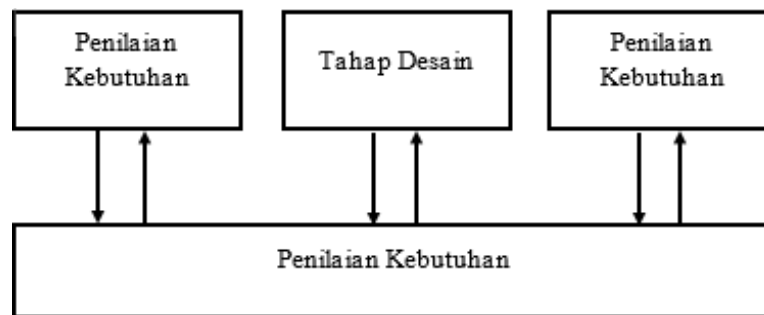 Penilaian
Kebutuhan
Tahap Desain
Penilaian
Kebutuhan
Penilaian Kebutuhan